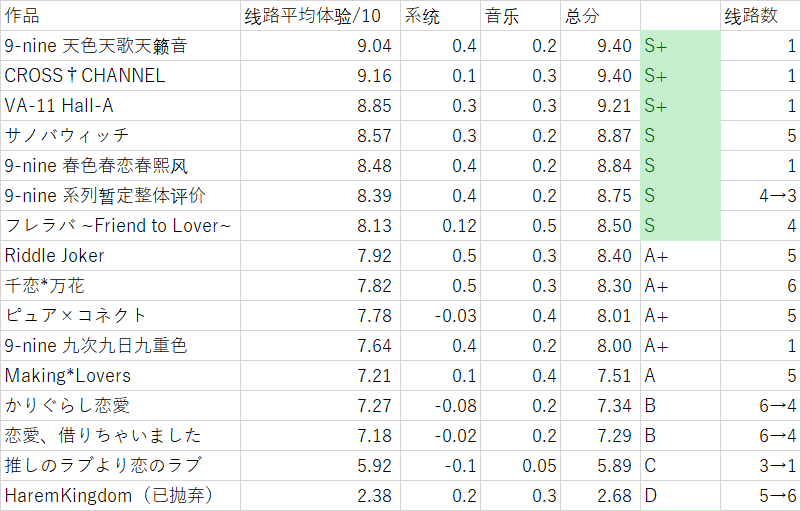 作品 线路平均体验/10 系统 音乐 总分 线路数
9-nine 天色天歌天籁音 9.04 0.4 0.2 9.40 S+ 1
CROSS†CHANNEL 9.16 0.1 0.3 9.40 S+ 1
VA-11 Hall-A 8.85 0.3 0.3 9.21 S+ 1
サノバウィッチ 8.57 0.3 0.2 8.87 S 5
9-nine 春色春恋春熙风 8.48 0.4 0.2 8.84 S 1
9-nine 系列暂定整体评价 8.39 0.4 0.2 8.75 S 4→3
フレラバ ~Friend to Lover~ 8.13 0.12 0.5 8.50 S 4
Riddle Joker 7.92 0.5 0.3 8.40 A+ 5
千恋*万花 7.82 0.5 0.3 8.30 A+ 6
ピュア×コネクト 7.78 -0.03 0.4 8.01 A+ 5
9-nine 九次九日九重色 7.64 0.4 0.2 8.00 A+ 1
Making*Lovers 7.21 0.1 0.4 7.51 A 5
かりぐらし恋愛 7.27 -0.08 0.2 7.34 B 6→4
恋愛、借りちゃいました 7.18 -0.02 0.2 7.29 B 6→4
推しのラブより恋のラブ 5.92 -0.1 0.05 5.89 C 3→1
HaremKingdom（已抛弃） 2.38 0.2 0.3 2.68 D 5→6